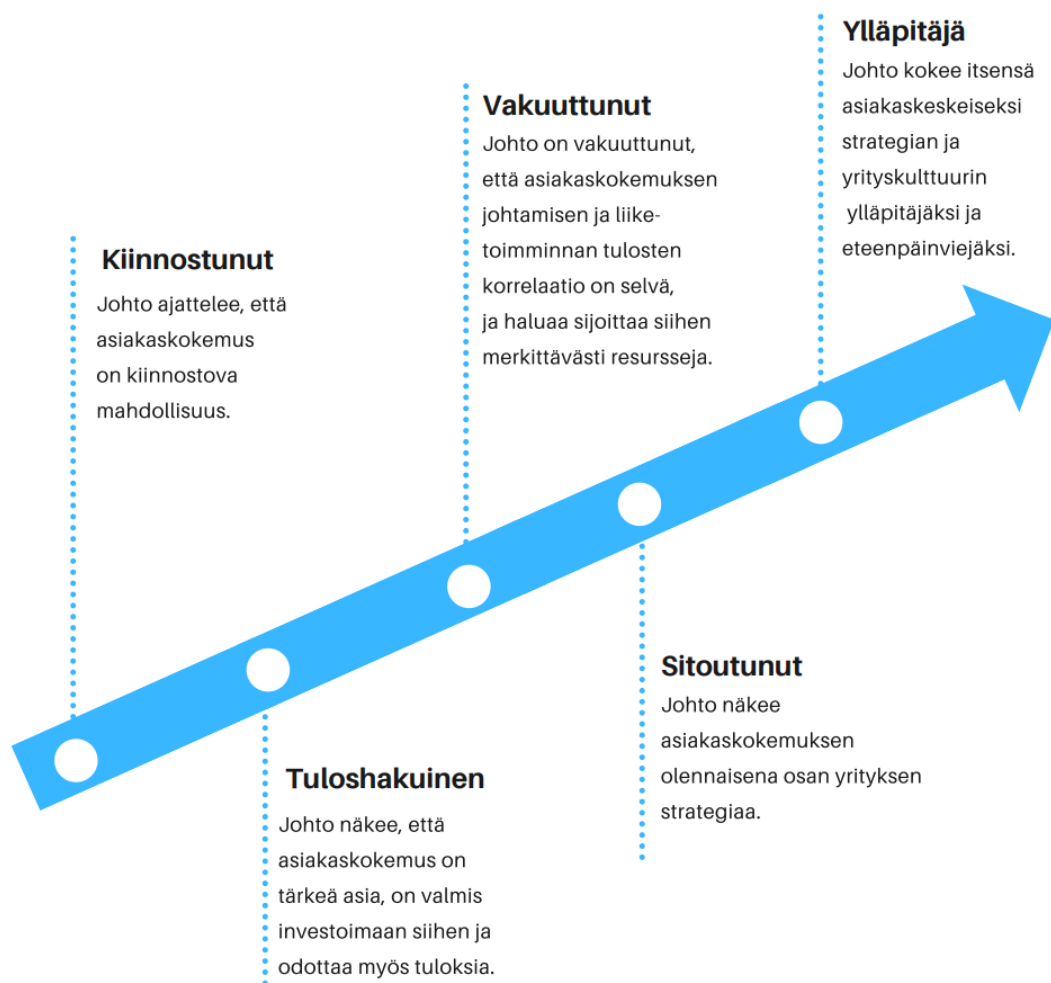 Kiinnostunut
Johto ajattelee, että
asiakaskokemus
on kiinnostova
mahdollisuus.
Tuloshakuinen
Johto näkee, että
asiakaskokemus on
tärkeä asia, on valmis
investoimaan siihen ja
odottaa myös tuloksia.
Vakuuttunut
Johto on vakuuttunut,
että asiakaskokemuksen
johtamisen ja liike-
toimminnan tulosten
korrelaatio on selvä,
ja haluaa sijoittaa siihen
merkittävästi resursseja.
Sitoutunut
Johto näkee
asiakaskokemuksen
olennaisena osan yrityksen
strategiaa.
Ylläpitäjä
Johto kokee itsensä
asiakaskeskeiseksi
strategian ja
yrityskulttuurin
ylläpitäjäksi ja
eteenpäinviejäksi.